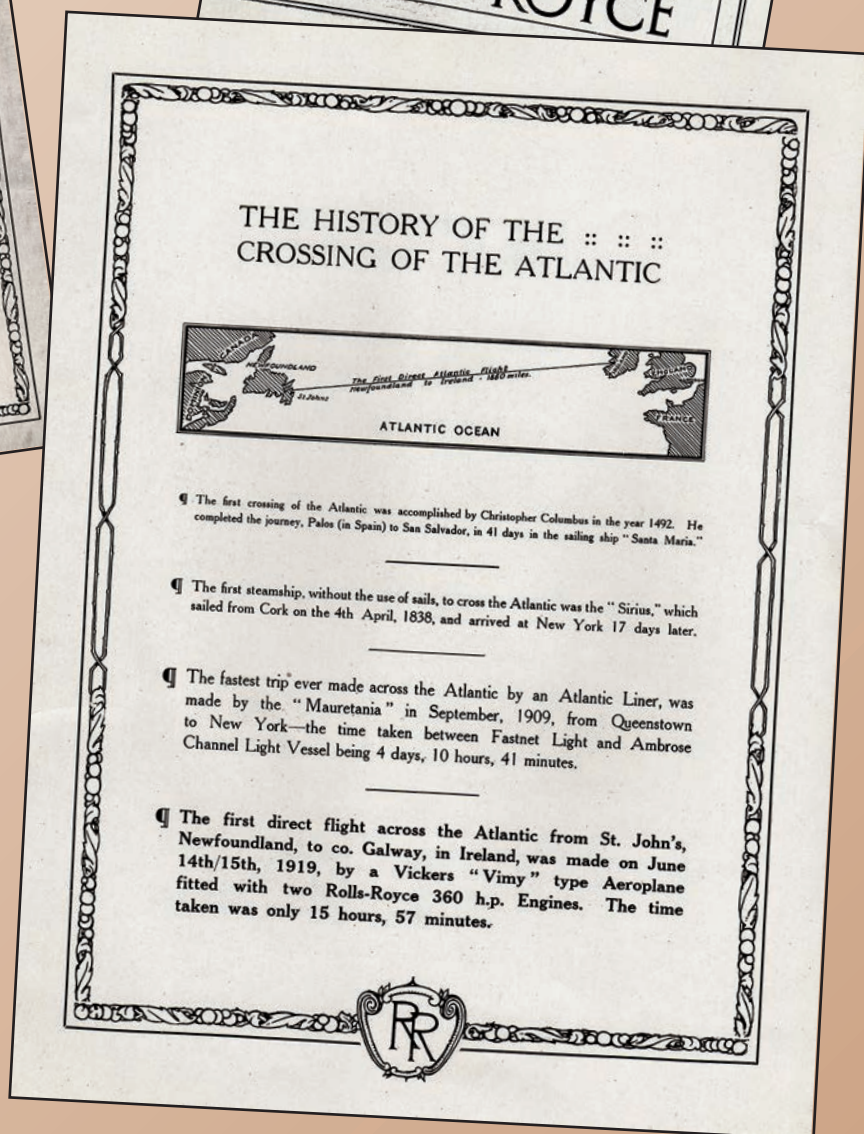 ROYCE
THE HISTORY OF THE :: :: ::
CROSSING OF THE ATLANTIC
CANADA
NEWFOUNDLAND
St Johns
The First Direct Atlantic Flight
Newfoundland to Ireland - 1880 miles.
ENGLAND
FRANCE
ATLANTIC OCEAN
¶ The first crossing of the Atlantic was accomplished by Christopher Columbus in the year 1492. He
completed the journey, Palos (in Spain) to San Salvador, in 41 days in the sailing ship "Santa Maria."
¶ The first steamship, without the use of sails, to cross the Atlantic was the "Sirius," which
sailed from Cork on the 4th April, 1838, and arrived at New York 17 days later.
¶ The fastest trip ever made across the Atlantic by an Atlantic Liner, was
made by the "Mauretania" in September, 1909, from Queenstown
to New York—the time taken between Fastnet Light and Ambrose
Channel Light Vessel being 4 days, 10 hours, 41 minutes.
¶ The first direct flight across the Atlantic from St. John's,
Newfoundland, to co. Galway, in Ireland, was made on June
14th/15th, 1919, by a Vickers "Vimy" type Aeroplane
fitted with two Rolls-Royce 360 h.p. Engines. The time
taken was only 15 hours, 57 minutes.
RR